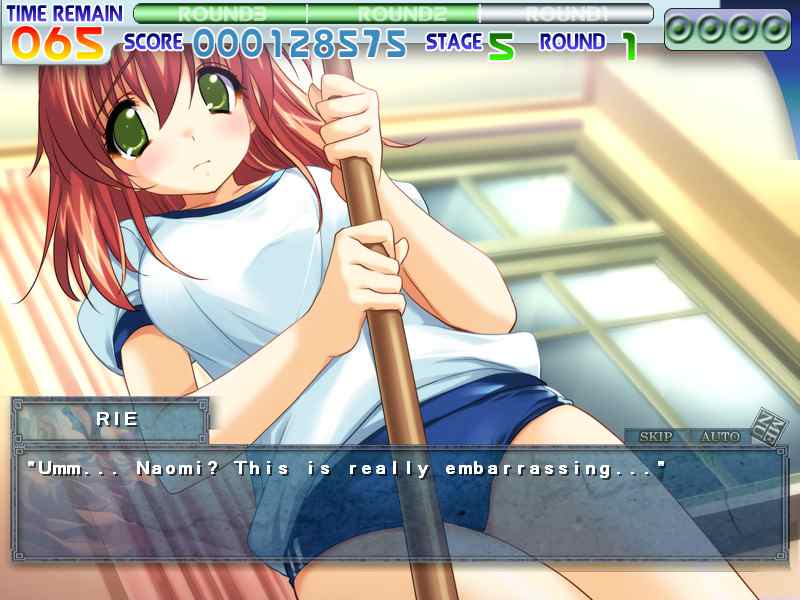 TIME REMAIN ROUND3 ROUND2 ROUND1
065 SCORE 000128575 STAGE 5 ROUND 1
RIE
SKIP AUTO MENU
"Umm... Naomi? This is really embarrassing..."